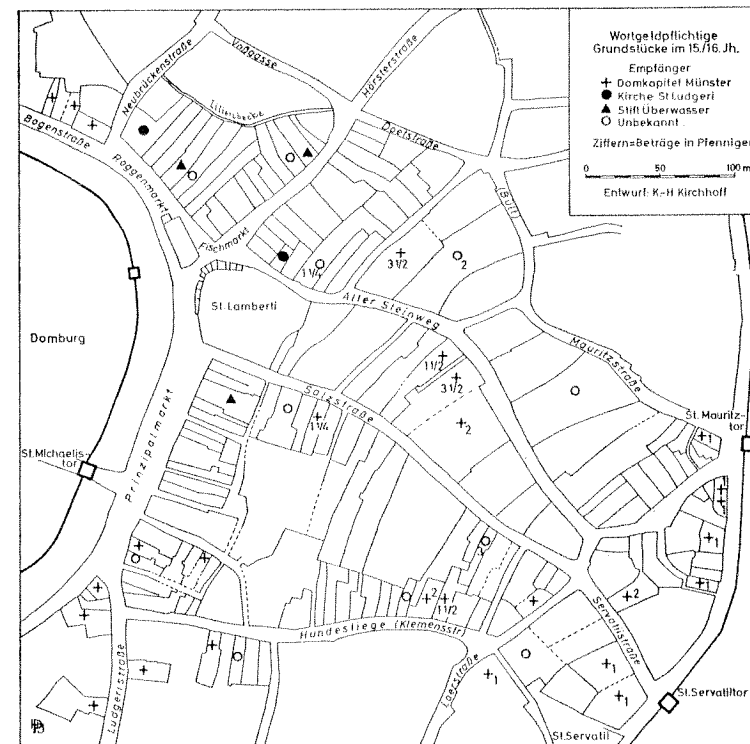 Wortgeldpflichtige
Grundstücke im 15./16. Jh.
Empfänger
+ Domkapitel Münster
● Kirche St. Ludgeri
▲ Stift Überwasser
○ Unbekannt
Ziffern=Beträge in Pfennigen
0 50 100 m
Entwurf: K.-H Kirchhoff
Neubrückenstraße
Voßgasse
Hörsterstraße
Bogenstraße
Roggenmarkt
Fischmarkt
(Bült)
St. Lamberti
Alter Steinweg
Domburg
Mauritzstraße
Salzstraße
St. Mauritz-
tor
St. Michaelis-
tor
Prinzipalmarkt
Hundesliege (Klemensstr.)
Servatiistraße
Loerstraße
Ludgeristraße
St. Servatiitor
St. Servatii
3 1/2
2
1 1/4
1 1/2
3 1/2
2
1 1/4
1
2
1
1
2
2
1 1/2
1
1
1